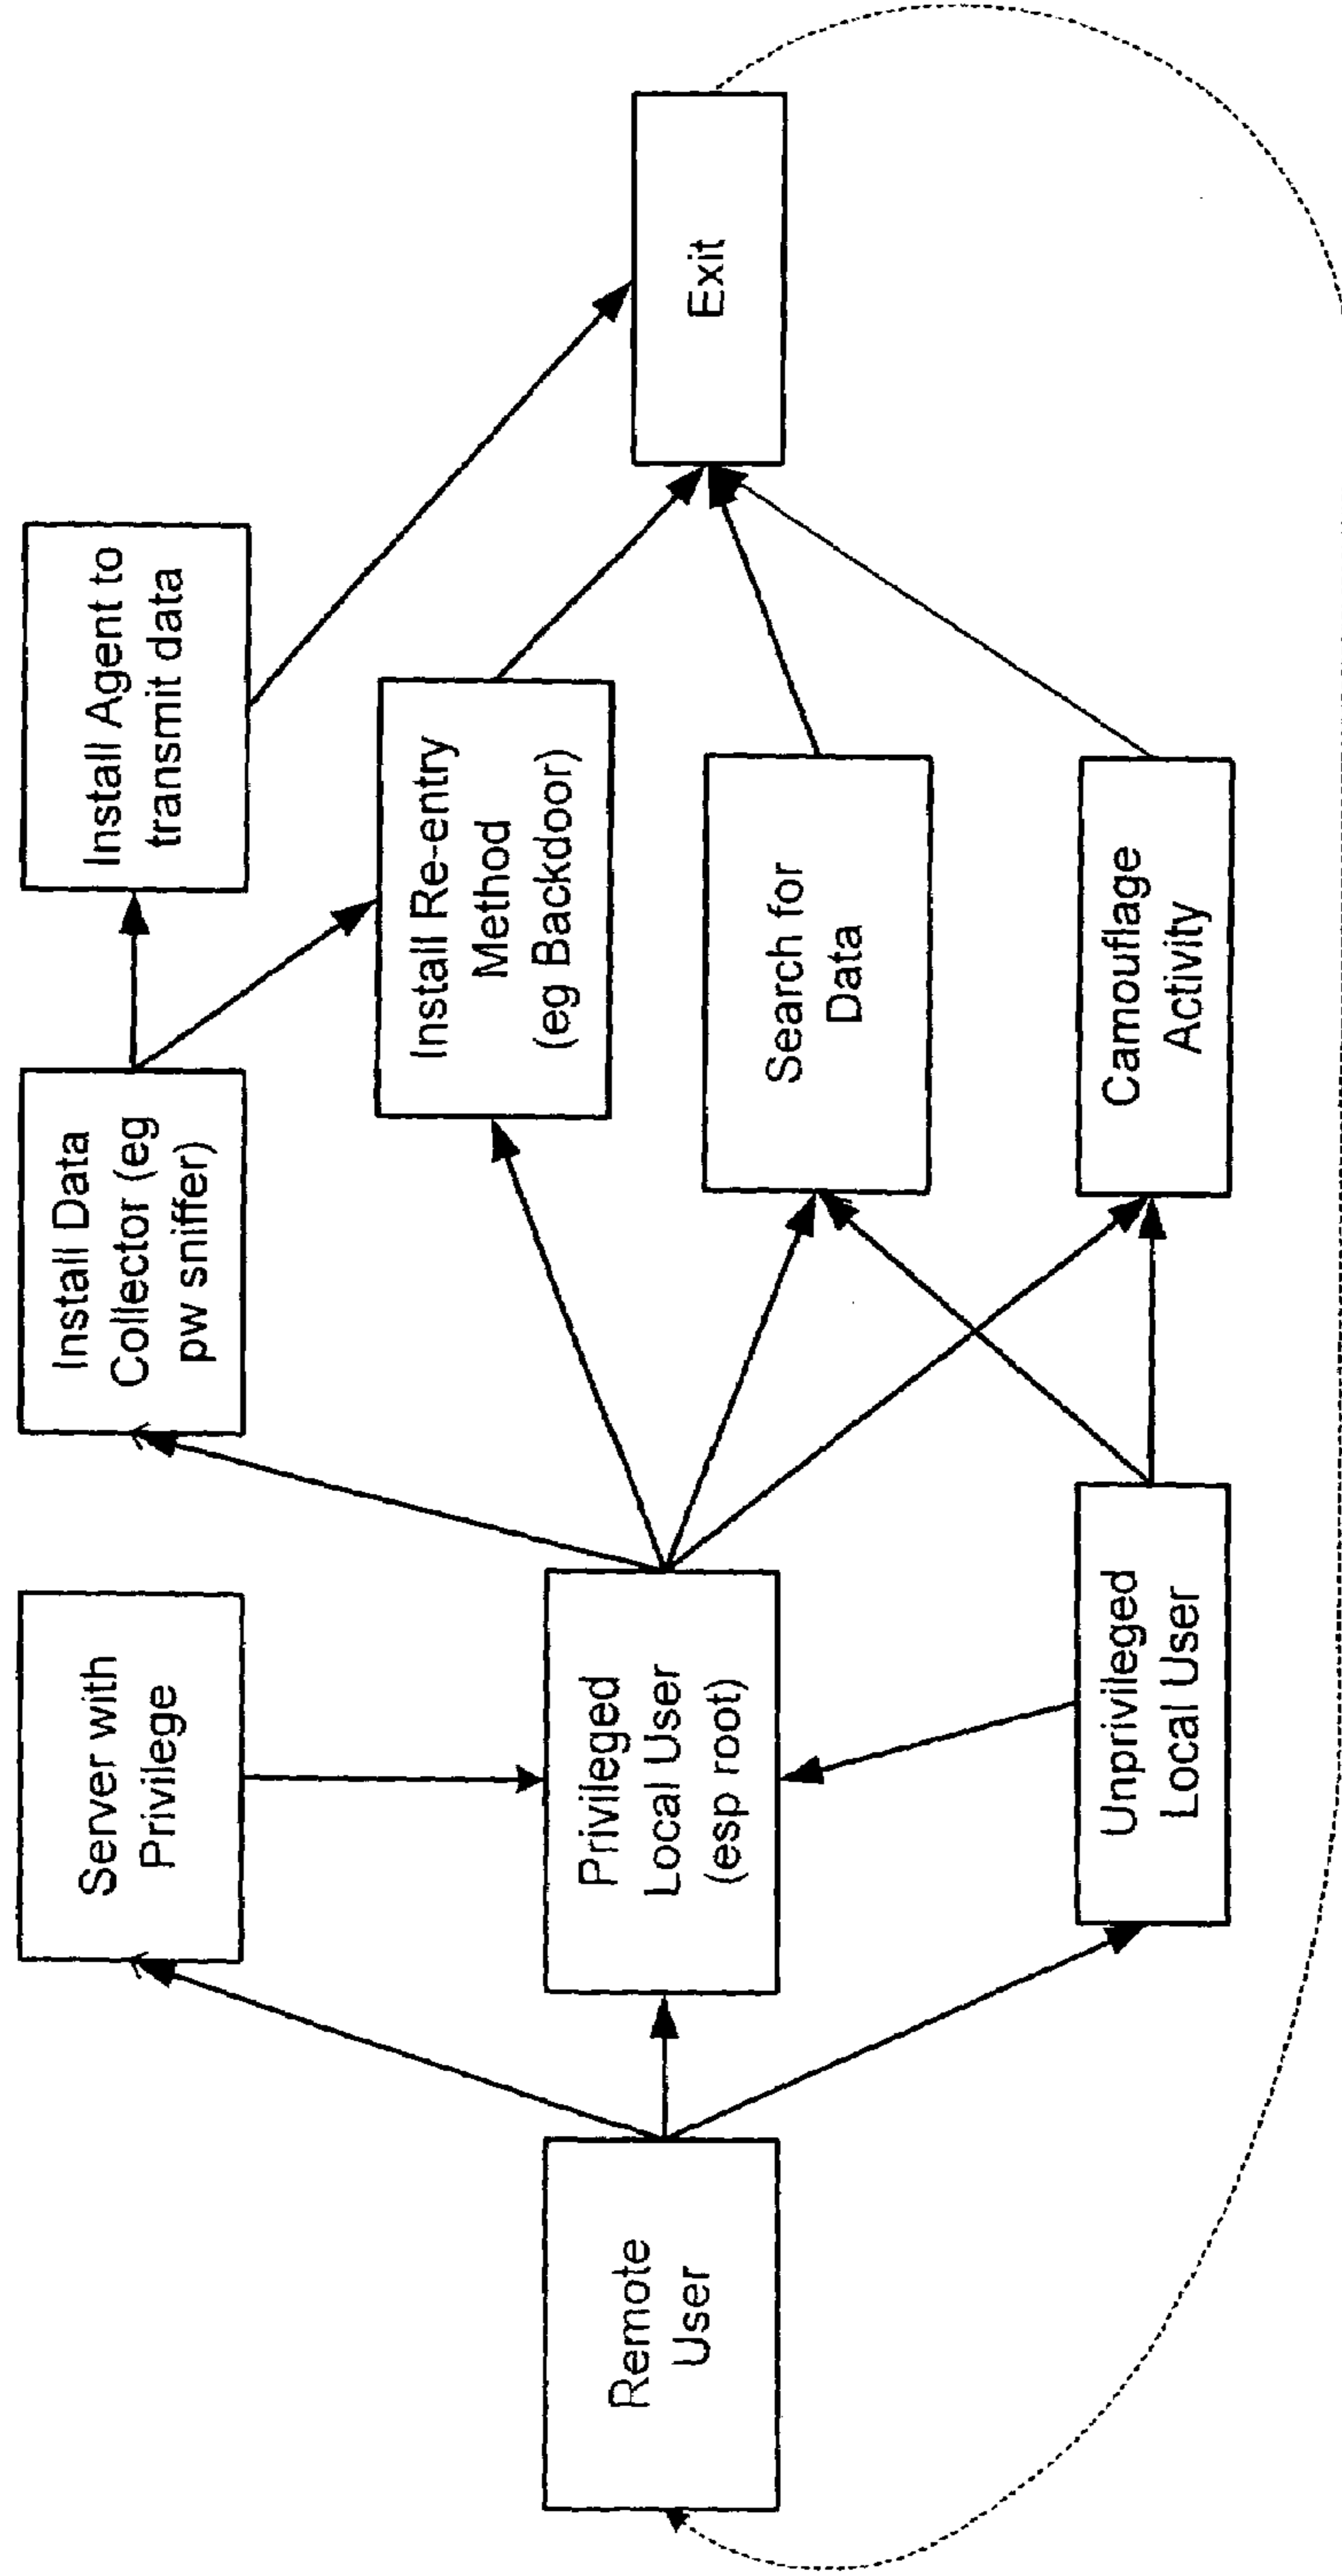 Remote
User
Server with
Privilege
Privileged
Local User
(esp root)
Unprivileged
Local User
Install Data
Collector (eg
pw sniffer)
Install Agent to
transmit data
Install Re-entry
Method
(eg Backdoor)
Search for
Data
Camouflage
Activity
Exit